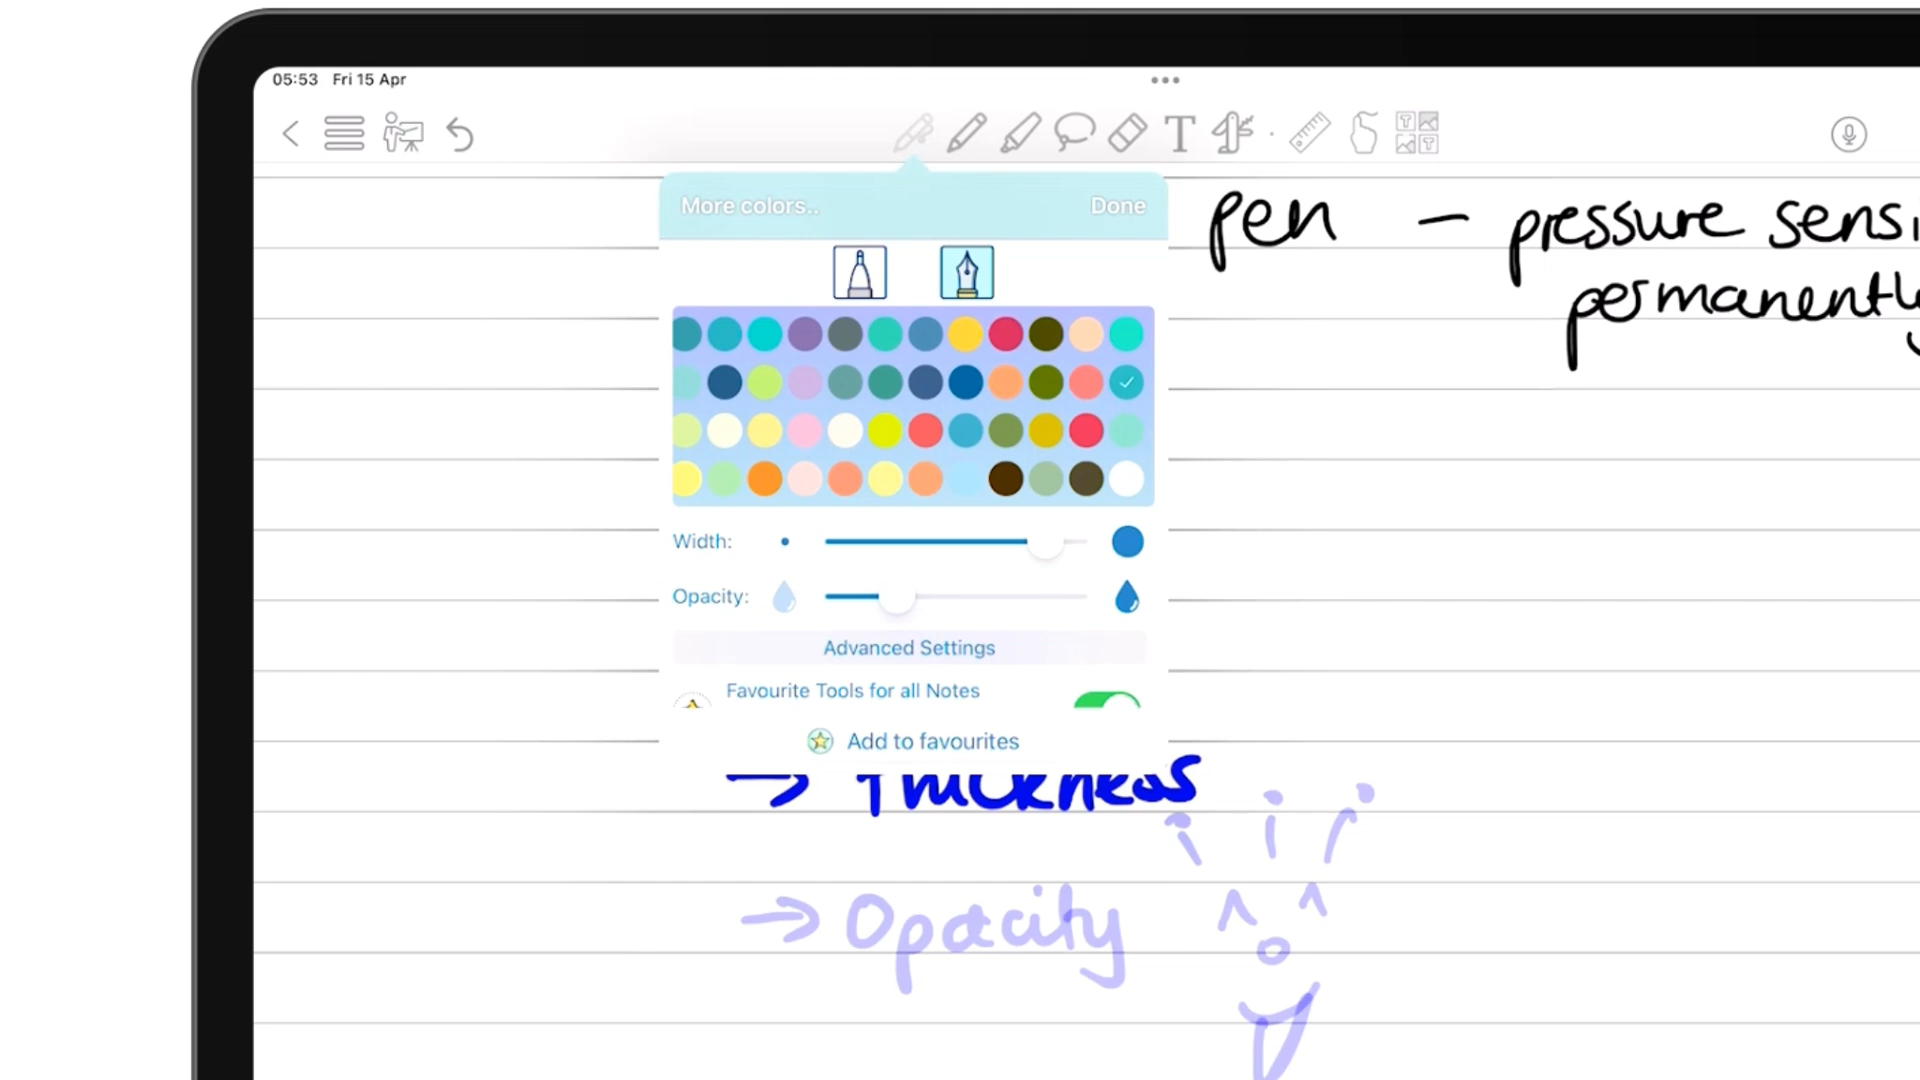 05:53 Fri 15 Apr
T
More colors.. Done
pen – pressure sensi
permanently
Width:
Opacity:
Advanced Settings
Favourite Tools for all Notes
Add to favourites
→ Thickness
→ Opacity